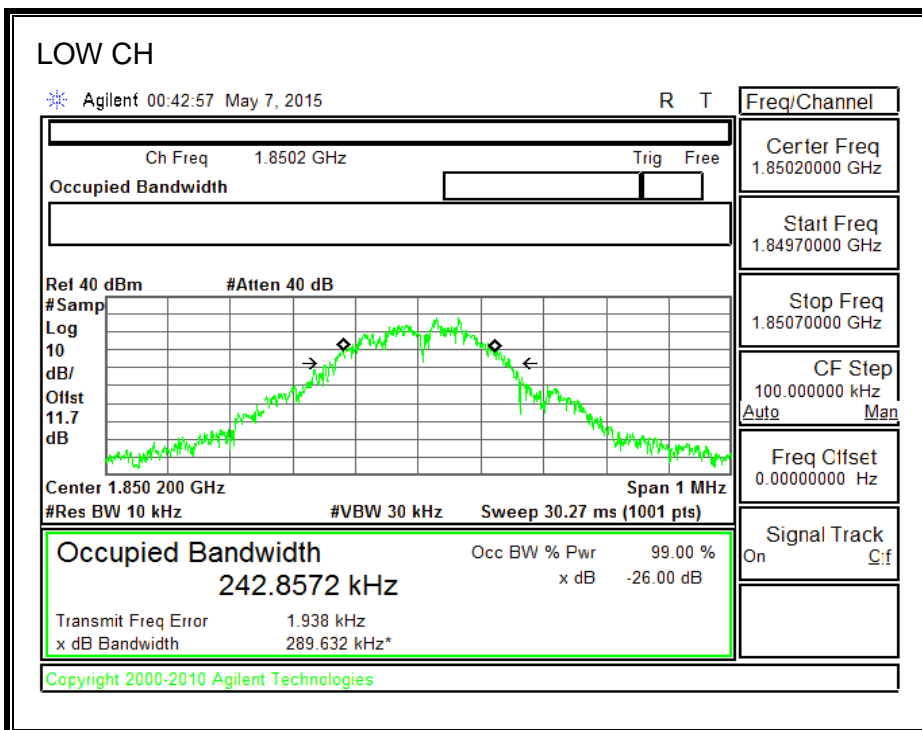 LOW CH
Agilent 00:42:57 May 7, 2015 R T
Freq/Channel
Ch Freq 1.8502 GHz Trig Free
Occupied Bandwidth
Center Freq
1.85020000 GHz
Start Freq
1.84970000 GHz
Stop Freq
1.85070000 GHz
CF Step
100.000000 kHz
Auto Man
Freq Offset
0.00000000 Hz
Signal Track
On Off
Ref 40 dBm #Atten 40 dB
#Samp
Log
10
dB/
Offst
11.7
dB
Center 1.850 200 GHz Span 1 MHz
#Res BW 10 kHz #VBW 30 kHz Sweep 30.27 ms (1001 pts)
Occupied Bandwidth
242.8572 kHz
Occ BW % Pwr 99.00 %
x dB -26.00 dB
Transmit Freq Error 1.938 kHz
x dB Bandwidth 289.632 kHz*
Copyright 2000-2010 Agilent Technologies